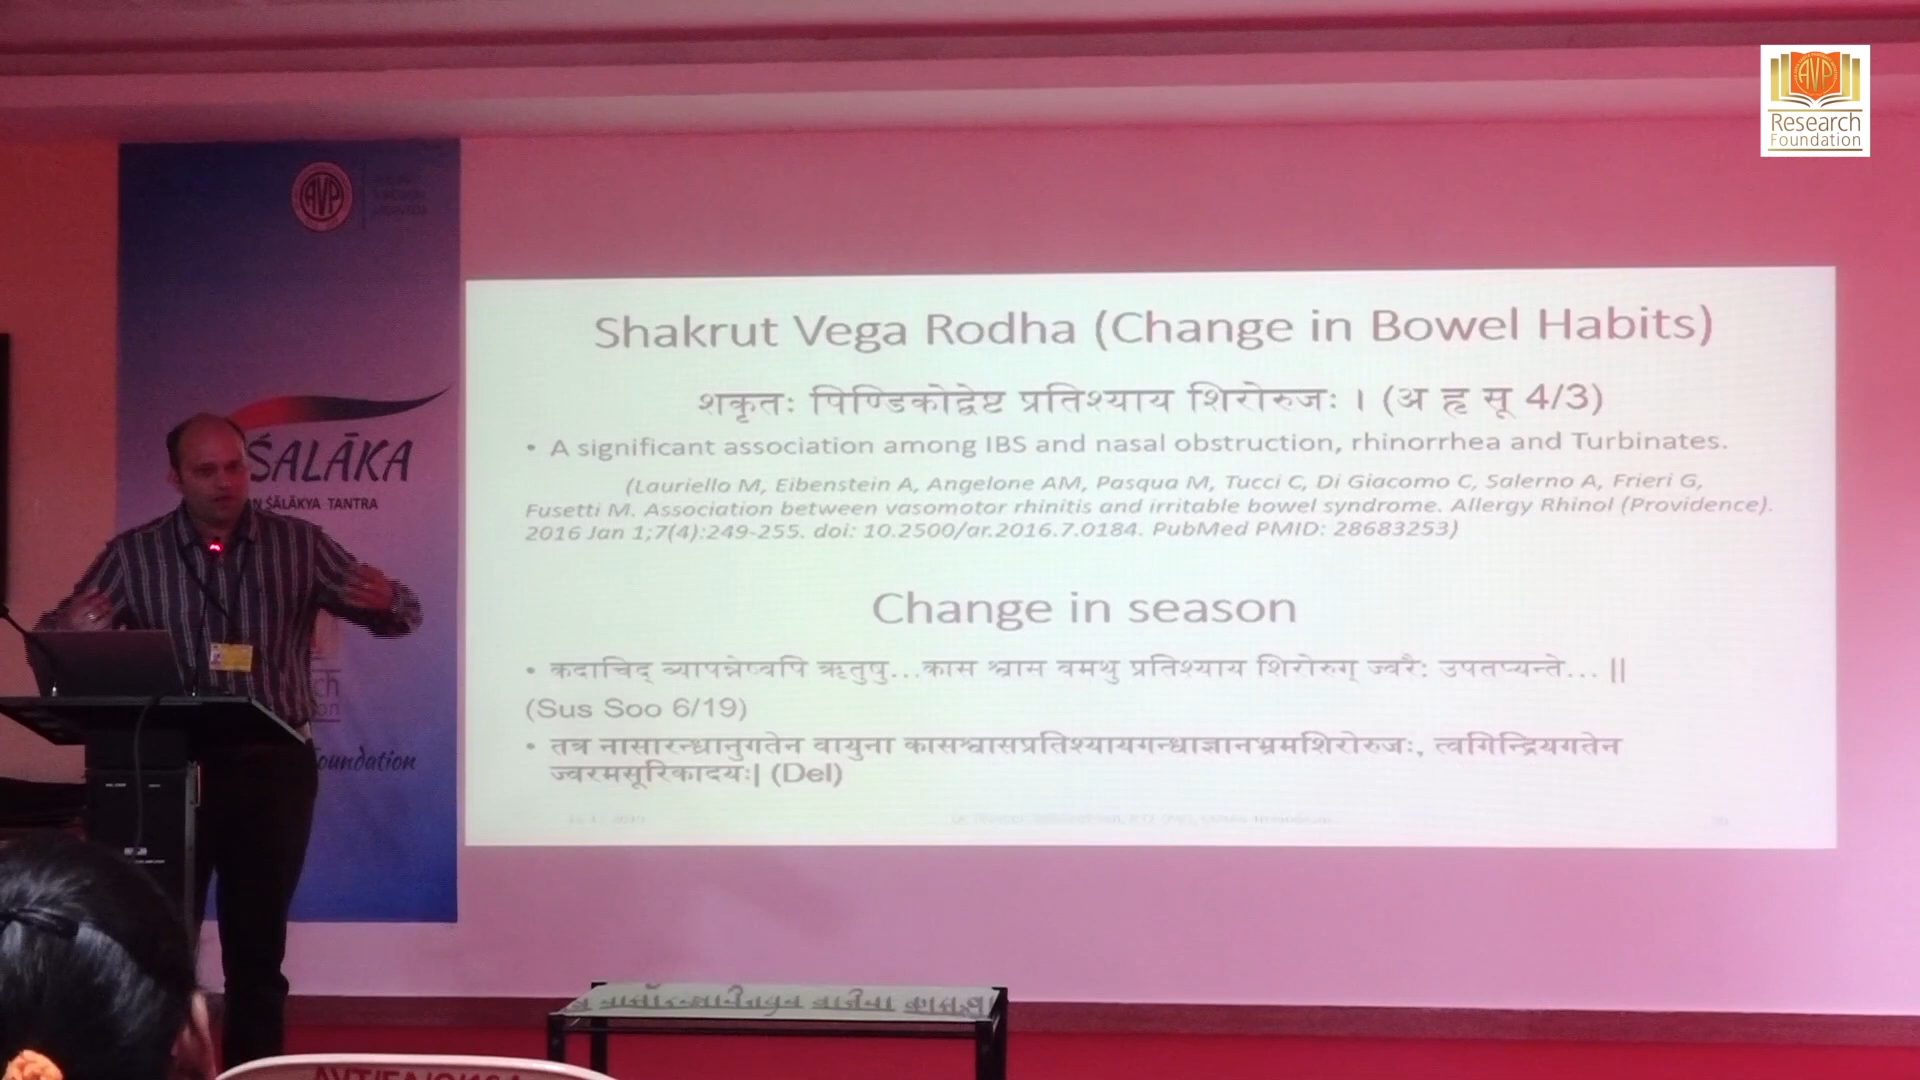 AVP
Research
Foundation
AVP
ŚALĀKA
N ŚĀLĀKYA TANTRA
oundation
Shakrut Vega Rodha (Change in Bowel Habits)
शकृतः पिण्डिकोद्वेष्ट प्रतिश्याय शिरोरुजः । (अ हृ सू 4/3)
• A significant association among IBS and nasal obstruction, rhinorrhea and Turbinates.
(Lauriello M, Eibenstein A, Angelone AM, Pasqua M, Tucci C, Di Giacomo C, Salerno A, Frieri G,
Fusetti M. Association between vasomotor rhinitis and irritable bowel syndrome. Allergy Rhinol (Providence).
2016 Jan 1;7(4):249-255. doi: 10.2500/ar.2016.7.0184. PubMed PMID: 28683253)
Change in season
• कदाचिद् व्यापन्नेष्वपि ऋतुषु...कास श्वास वमथु प्रतिश्याय शिरोरुग् ज्वरैः उपतप्यन्ते... ||
(Sus Soo 6/19)
• तत्र नासारन्ध्रानुगतेन वायुना कासश्वासप्रतिश्यायगन्धाज्ञानभ्रमशिरोरुजः, त्वगिन्द्रियगतेन
ज्वरमसूरिकादयः| (Del)